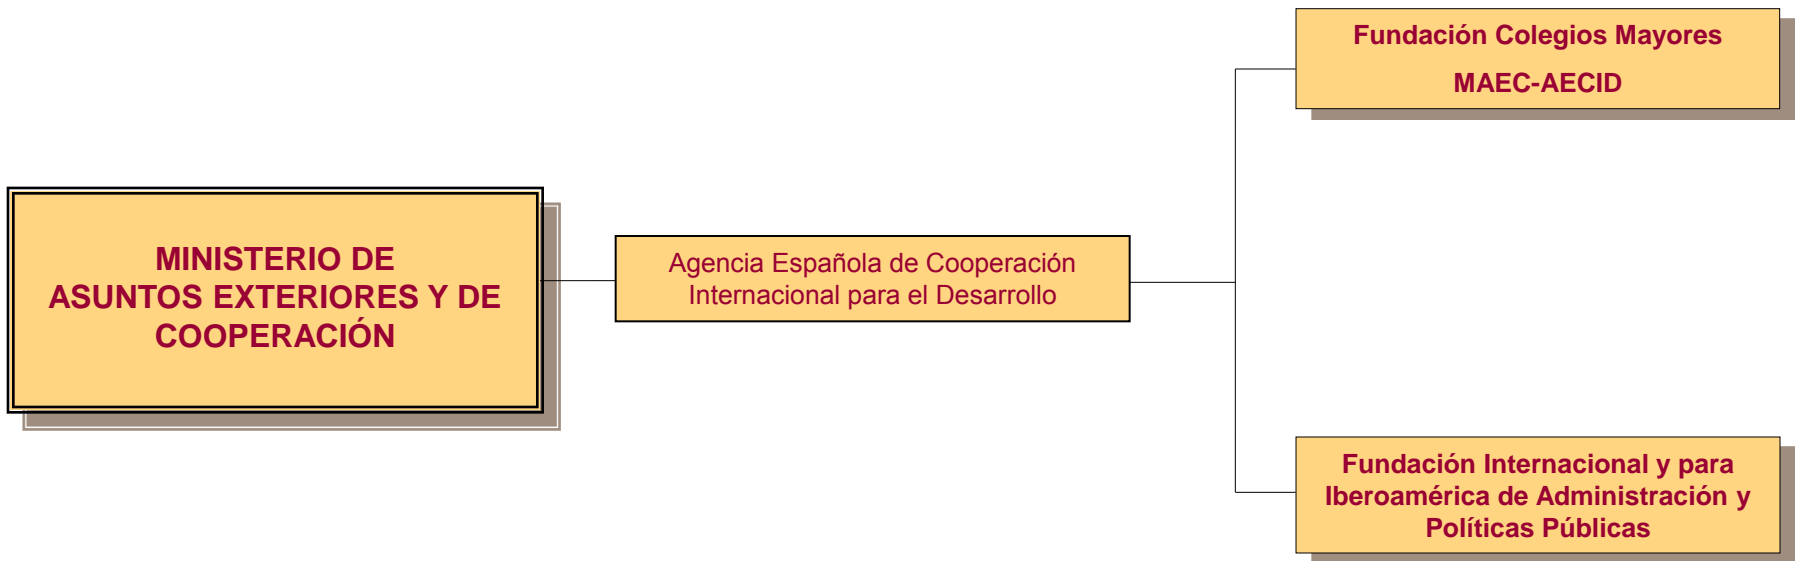 Fundación Colegios Mayores
MAEC-AECID
MINISTERIO DE
ASUNTOS EXTERIORES Y DE
COOPERACIÓN
Agencia Española de Cooperación
Internacional para el Desarrollo
Fundación Internacional y para
Iberoamérica de Administración y
Políticas Públicas